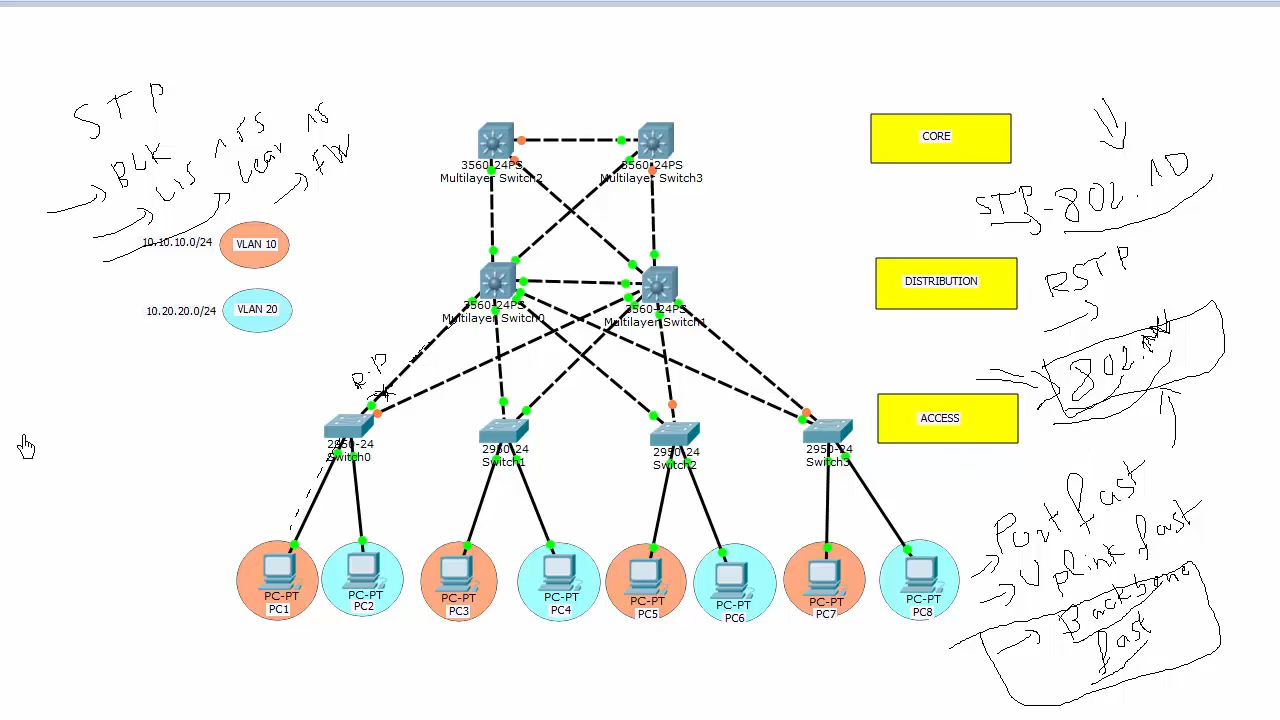 STP
BLK
Lis 15s
Lear 15
FW
10.10.10.0/24 VLAN 10
10.20.20.0/24 VLAN 20
3560-24PS
Multilayer Switch2
3560-24PS
Multilayer Switch3
CORE
STP-802.1D
3560-24PS
Multilayer Switch0
3560-24PS
Multilayer Switch1
DISTRIBUTION
RSTP
802.1W
R.P
2950-24
Switch0
2950-24
Switch1
2950-24
Switch2
2950-24
Switch3
ACCESS
PC-PT
PC1
PC-PT
PC2
PC-PT
PC3
PC-PT
PC4
PC-PT
PC5
PC-PT
PC6
PC-PT
PC7
PC-PT
PC8
Port fast
Uplink fast
Backbone
fast